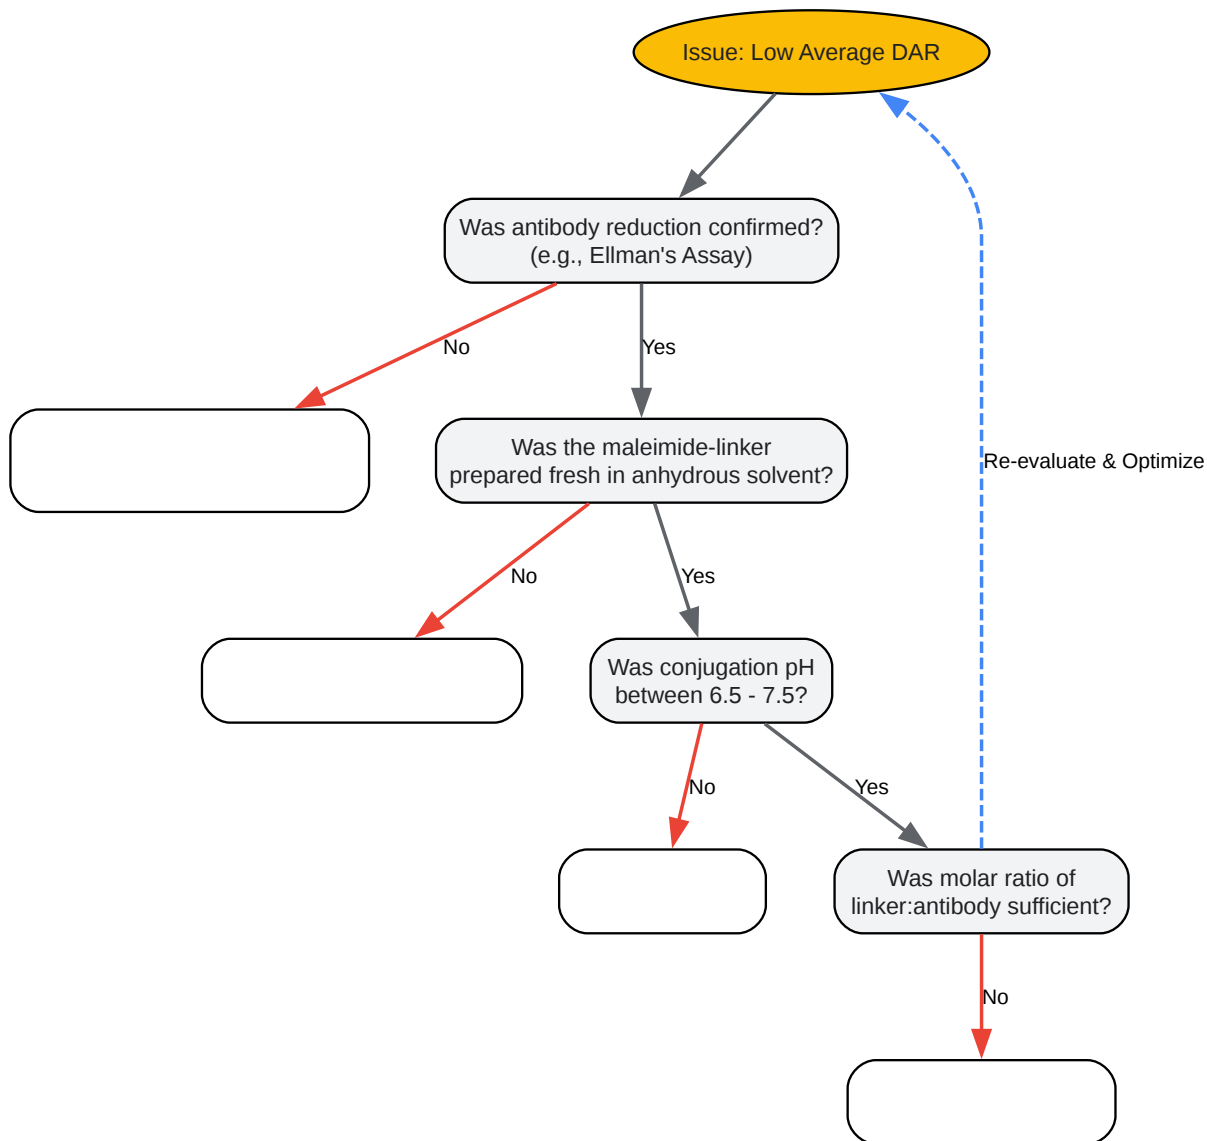 Issue: Low Average DAR
Was antibody reduction confirmed?
(e.g., Ellman's Assay)
No
Yes
Was the maleimide-linker
prepared fresh in anhydrous solvent?
Re-evaluate & Optimize
No
Yes
Was conjugation pH
between 6.5 - 7.5?
No
Yes
Was molar ratio of
linker:antibody sufficient?
No